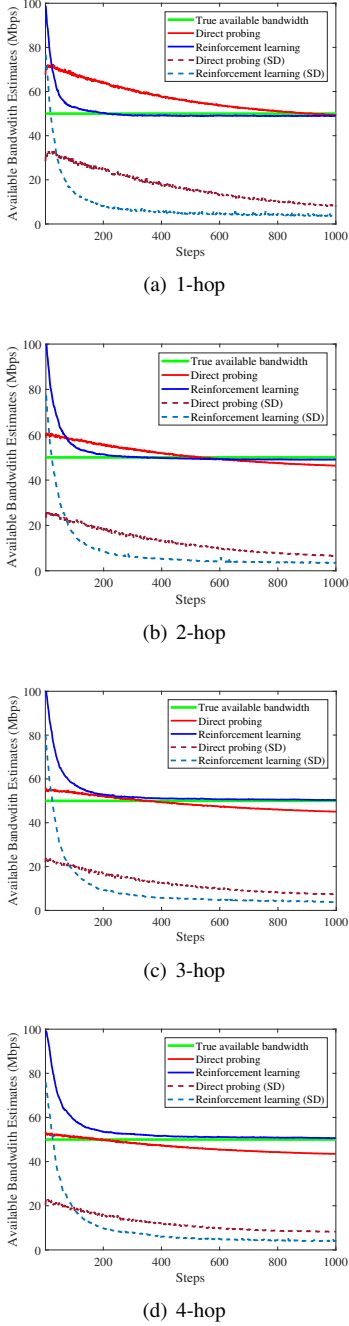 100
80
60
40
20
0
Available Bandwdith Estimates (Mbps)
True available bandwidth
Direct probing
Reinforcement learning
Direct probing (SD)
Reinforcement learning (SD)
200
400
600
800
1000
Steps
(a) 1-hop
100
80
60
40
20
0
Available Bandwdith Estimates (Mbps)
True available bandwidth
Direct probing
Reinforcement learning
Direct probing (SD)
Reinforcement learning (SD)
200
400
600
800
1000
Steps
(b) 2-hop
100
80
60
40
20
0
Available Bandwdith Estimates (Mbps)
True available bandwidth
Direct probing
Reinforcement learning
Direct probing (SD)
Reinforcement learning (SD)
200
400
600
800
1000
Steps
(c) 3-hop
100
80
60
40
20
0
Available Bandwdith Estimates (Mbps)
True available bandwidth
Direct probing
Reinforcement learning
Direct probing (SD)
Reinforcement learning (SD)
200
400
600
800
1000
Steps
(d) 4-hop